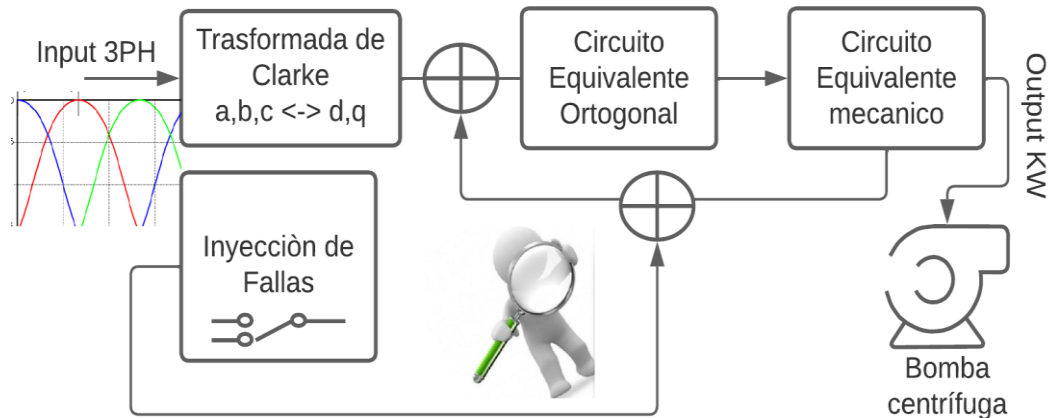 Input 3PH
Trasformada de
Clarke
a,b,c <-> d,q
Circuito
Equivalente
Ortogonal
Circuito
Equivalente
mecanico
Output KW
Inyecciòn de
Fallas
Bomba
centrífuga